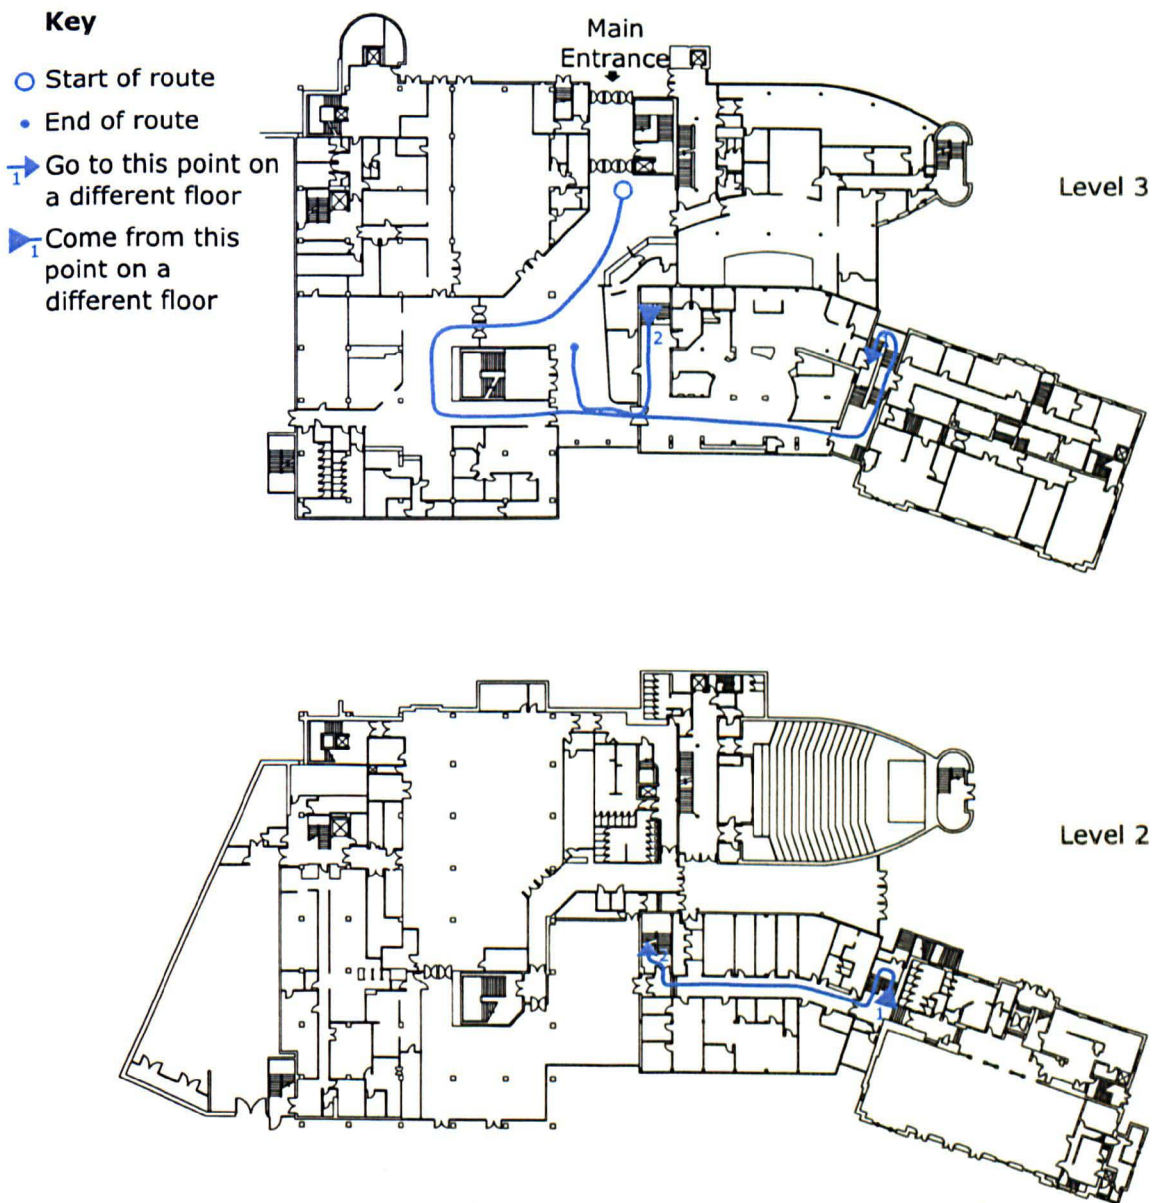 Key
Start of route
End of route
1
Go to this point on
a different floor
1
Come from this
point on a
different floor
Main
Entrance
Level 3
2
Level 2
2
1